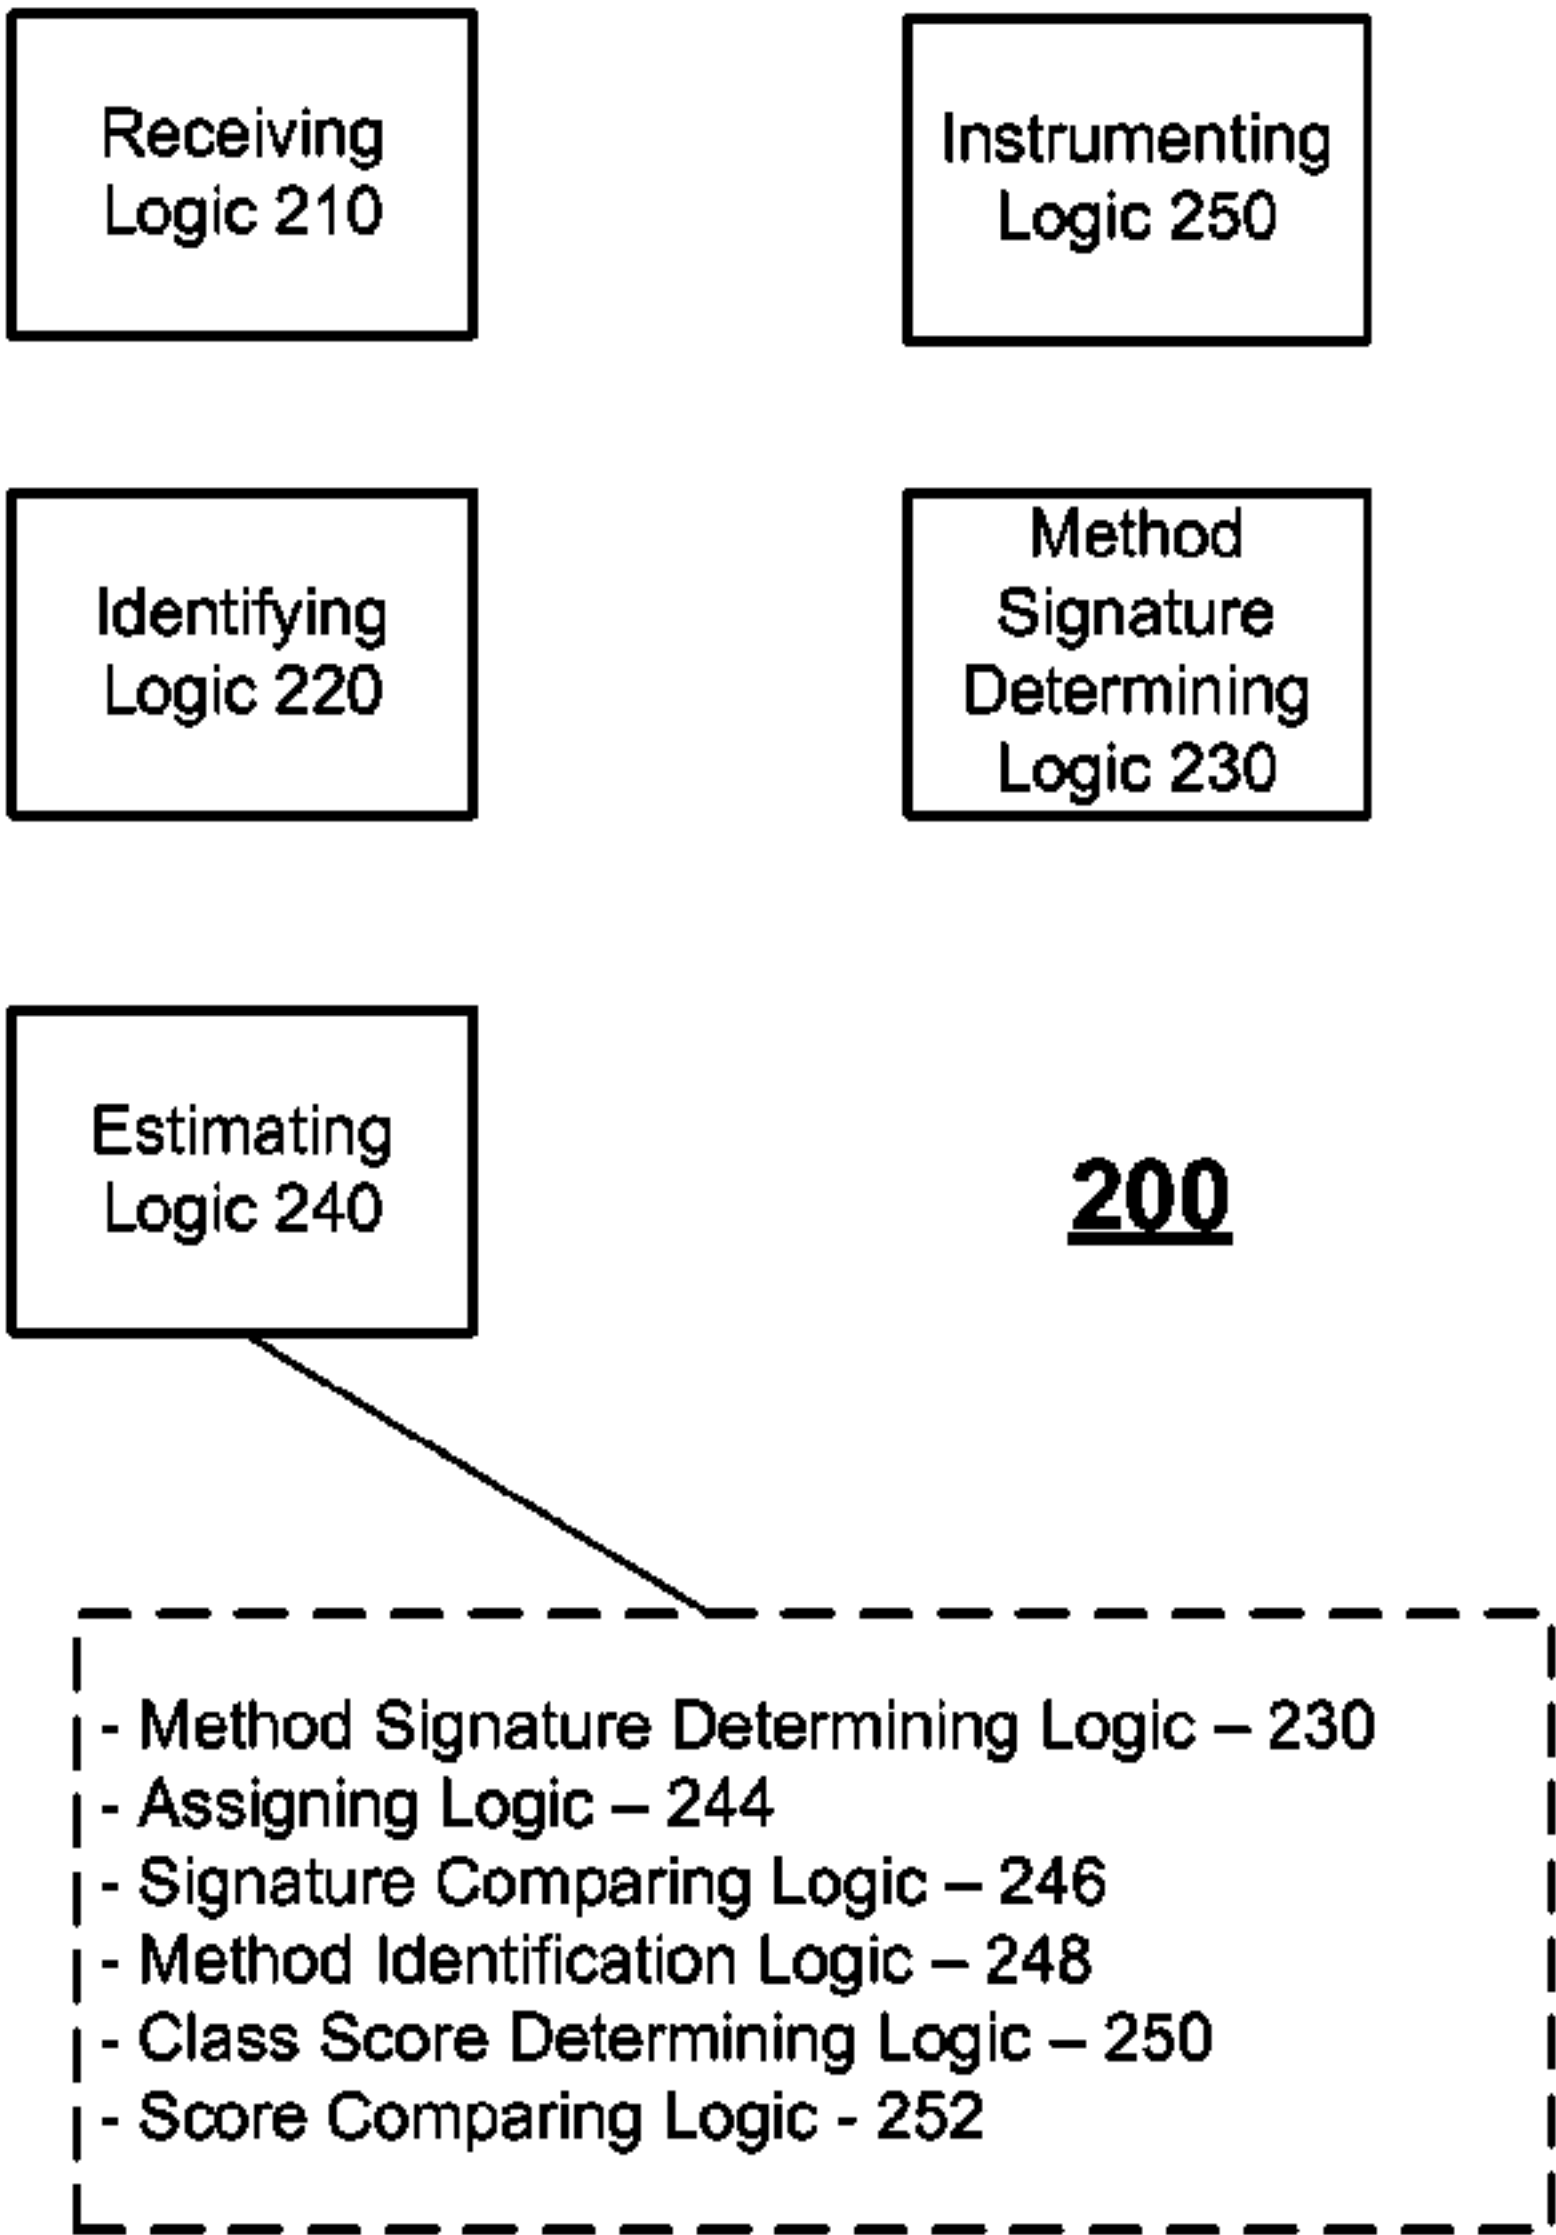 Receiving
Logic 210
Instrumenting
Logic 250
Identifying
Logic 220
Method
Signature
Determining
Logic 230
Estimating
Logic 240
200
- Method Signature Determining Logic – 230
- Assigning Logic – 244
- Signature Comparing Logic – 246
- Method Identification Logic – 248
- Class Score Determining Logic – 250
- Score Comparing Logic - 252